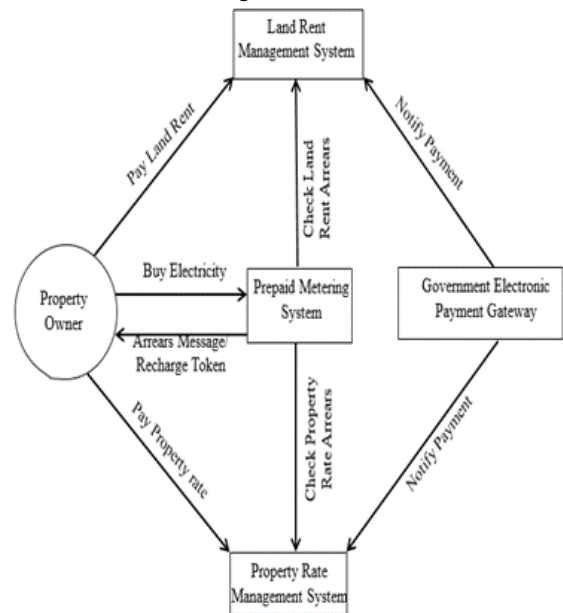 Land Rent
Management System
Pay Land Rent
Check Land
Rent Arrears
Notify Payment
Buy Electricity
Property
Owner
Prepaid Metering
System
Government Electronic
Payment Gateway
Arrears Message/
Recharge Token
Pay Property rate
Check Property
Rate Arrears
Notify Payment
Property Rate
Management System